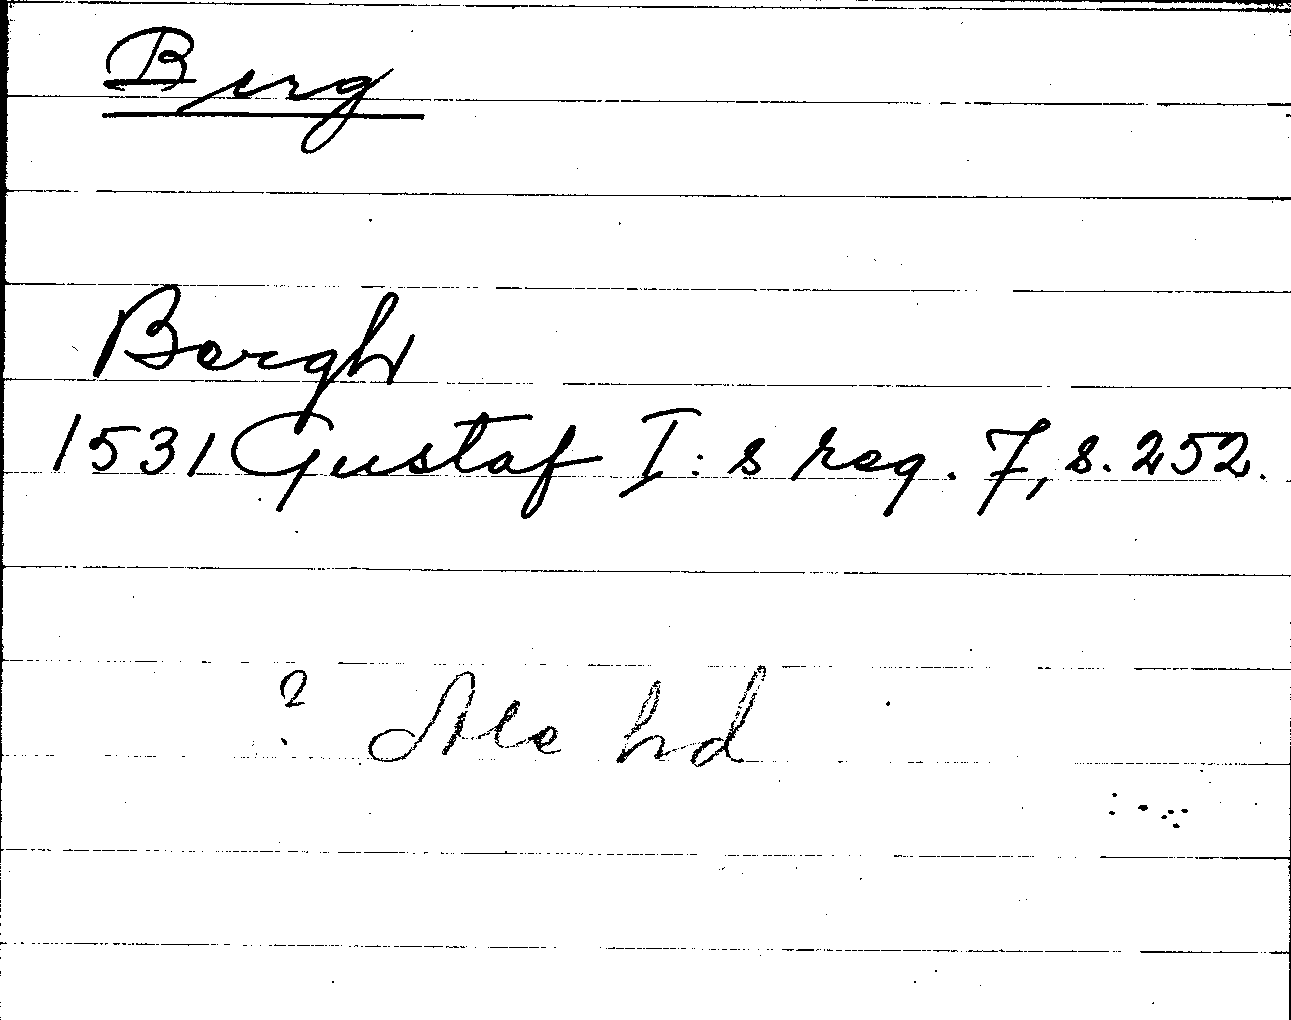 Berg
Bergh
1531 Gustaf I:s reg. 7, s. 252.
? Ale hd